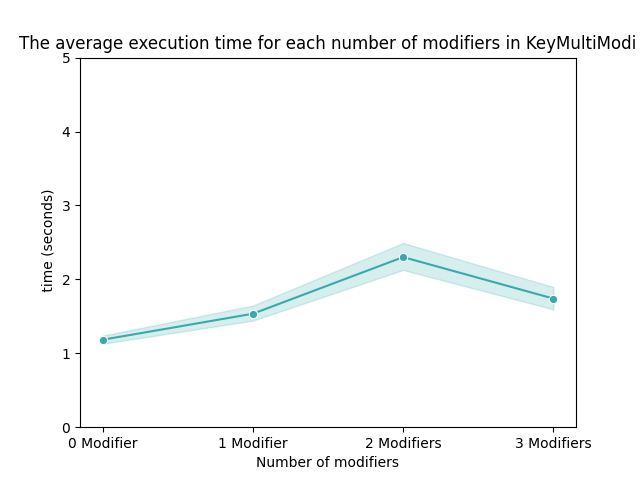 The average execution time for each number of modifiers in KeyMultiModi
5
4
3
2
1
0
time (seconds)
0 Modifier 1 Modifier 2 Modifiers 3 Modifiers
Number of modifiers